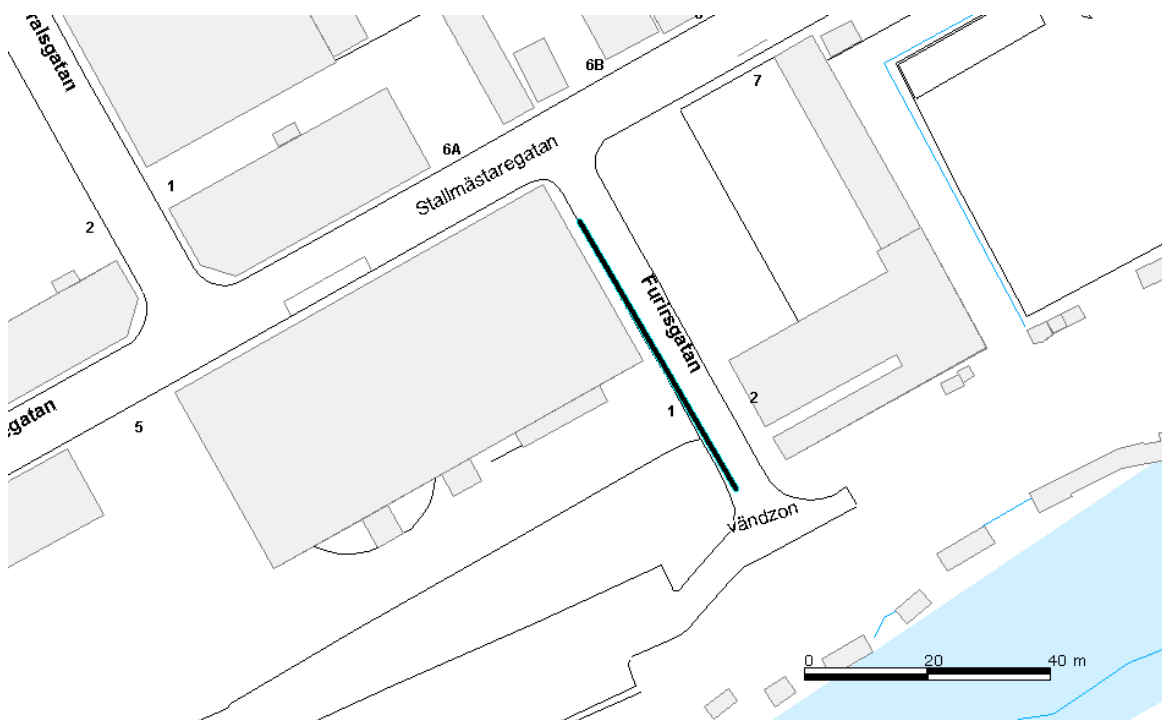 ralsgatan
6B
7
6A
1
Stallmästaregatan
2
Furirsgatan
gatan
5
1
2
vändzon
0 20 40 m